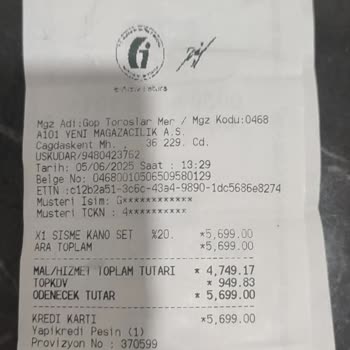 e-Arşiv Fatura
Mgz Adi:Gop Toroslar Mer / Mgz Kodu:0468
A101 YENI MAGAZACILIK A.S.
Cagdaskent Mh. , 36 229. Cd.
USKUDAR/9480423762
Tarih: 05/06/2025 Saat : 13:29
Belge No: 04680010506509580129
ETTN :c12b2a51-3c6c-43a4-9890-1dc5686e8274
Musteri Isim: G***********
Musteri TCKN : 4**********
X1 SISME KANO SET %20. *5,699.00
ARA TOPLAM *5,699.00
MAL/HIZMET TOPLAM TUTARI * 4,749.17
TOPKDV * 949.83
ODENECEK TUTAR * 5,699.00
KREDI KARTI *5,699.00
Yapikredi Pesin (1)
Provizyon No : 370599